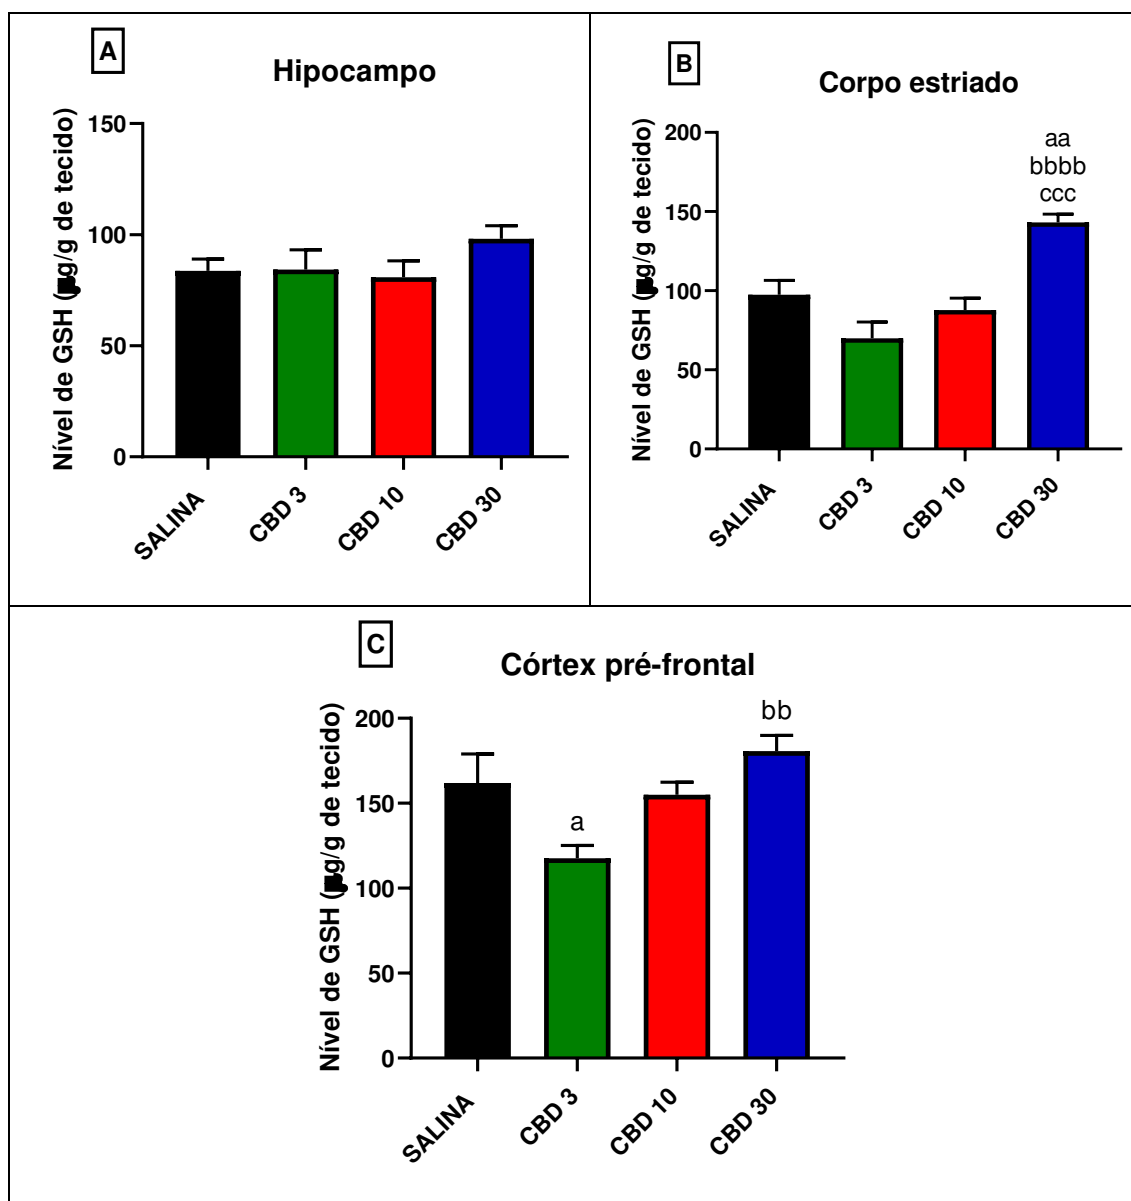 A
Hipocampo
Nível de GSH (µg/g de tecido)
150
100
50
0
SALINA
CBD 3
CBD 10
CBD 30
B
Corpo estriado
Nível de GSH (µg/g de tecido)
200
150
100
50
0
aa
bbbb
ccc
SALINA
CBD 3
CBD 10
CBD 30
C
Córtex pré-frontal
Nível de GSH (µg/g de tecido)
200
150
100
50
0
a
bb
SALINA
CBD 3
CBD 10
CBD 30